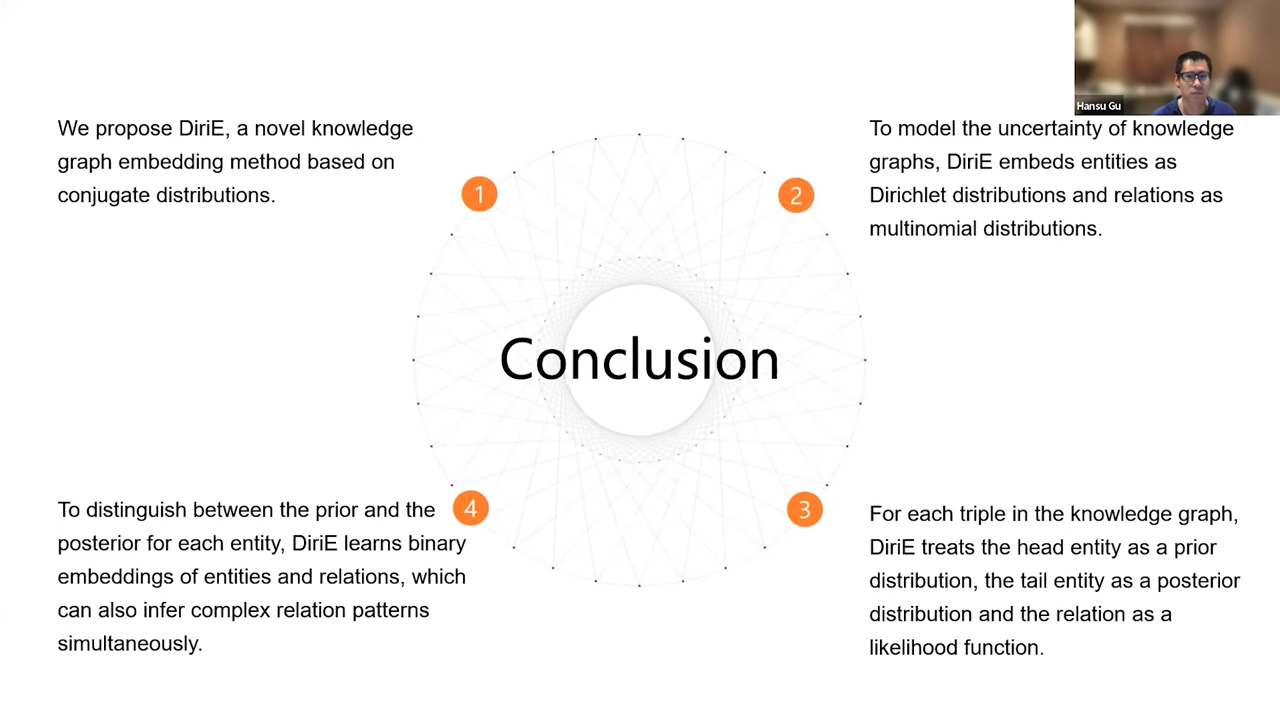 Hansu Gu
We propose DiriE, a novel knowledge
graph embedding method based on
conjugate distributions.
1
2
To model the uncertainty of knowledge
graphs, DiriE embeds entities as
Dirichlet distributions and relations as
multinomial distributions.
Conclusion
To distinguish between the prior and the
posterior for each entity, DiriE learns binary
embeddings of entities and relations, which
can also infer complex relation patterns
simultaneously.
4
3
For each triple in the knowledge graph,
DiriE treats the head entity as a prior
distribution, the tail entity as a posterior
distribution and the relation as a
likelihood function.